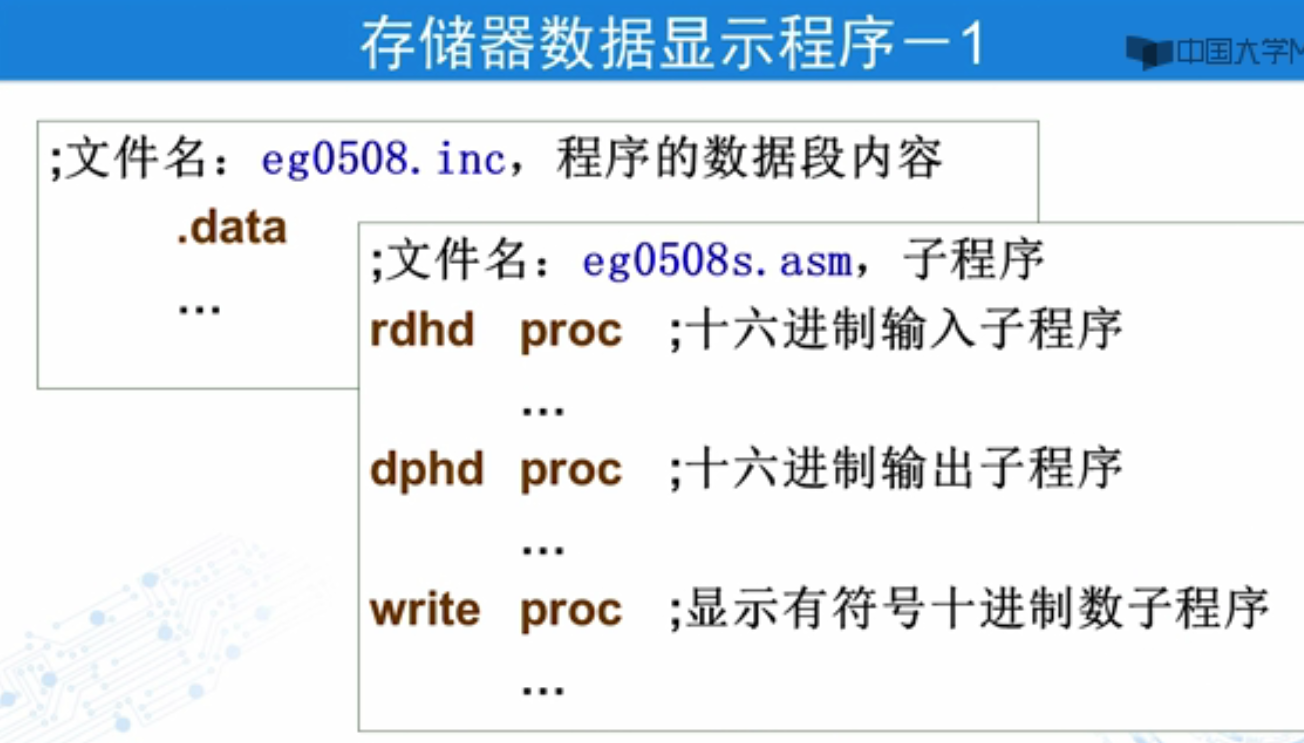 存储器数据显示程序－1
中国大学M
;文件名：eg0508.inc，程序的数据段内容
.data
…
;文件名：eg0508s.asm，子程序
rdhd proc ;十六进制输入子程序
…
dphd proc ;十六进制输出子程序
…
write proc ;显示有符号十进制数子程序
…